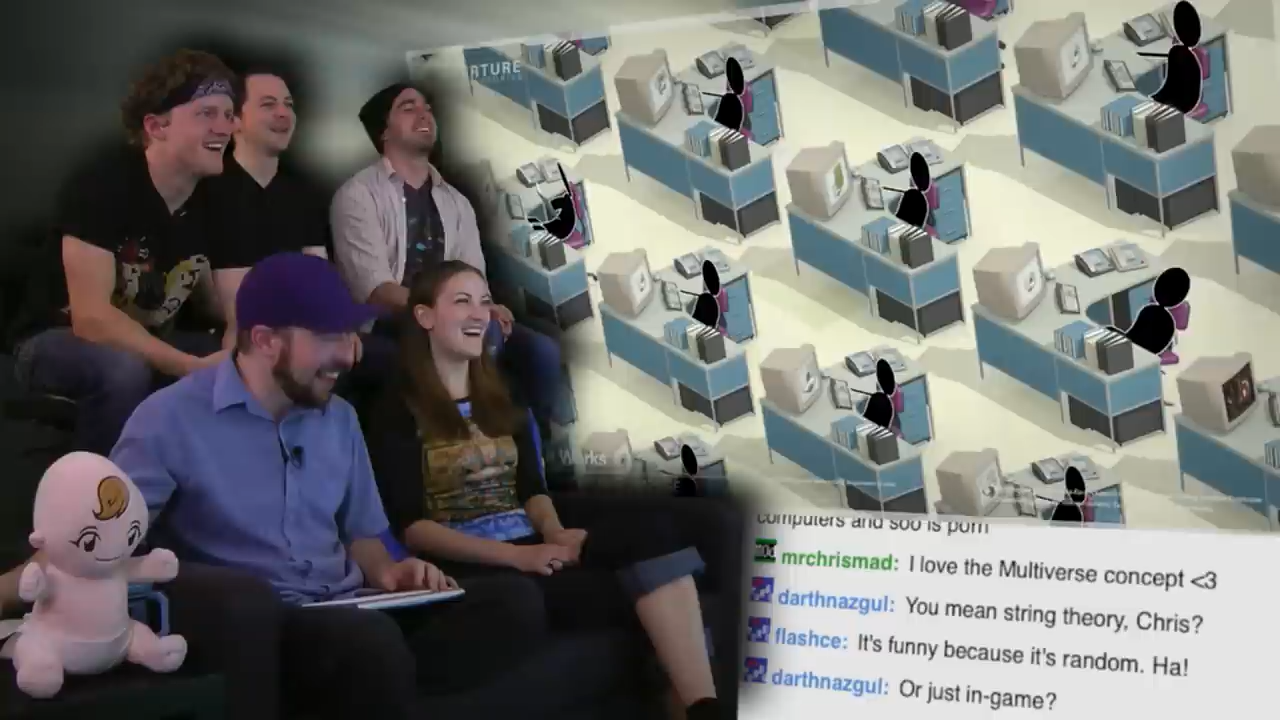 RTURE
Works
computers and soo is porn
mrchrismad: I love the Multiverse concept <3
darthnazgul: You mean string theory, Chris?
flashce: It's funny because it's random. Ha!
darthnazgul: Or just in-game?